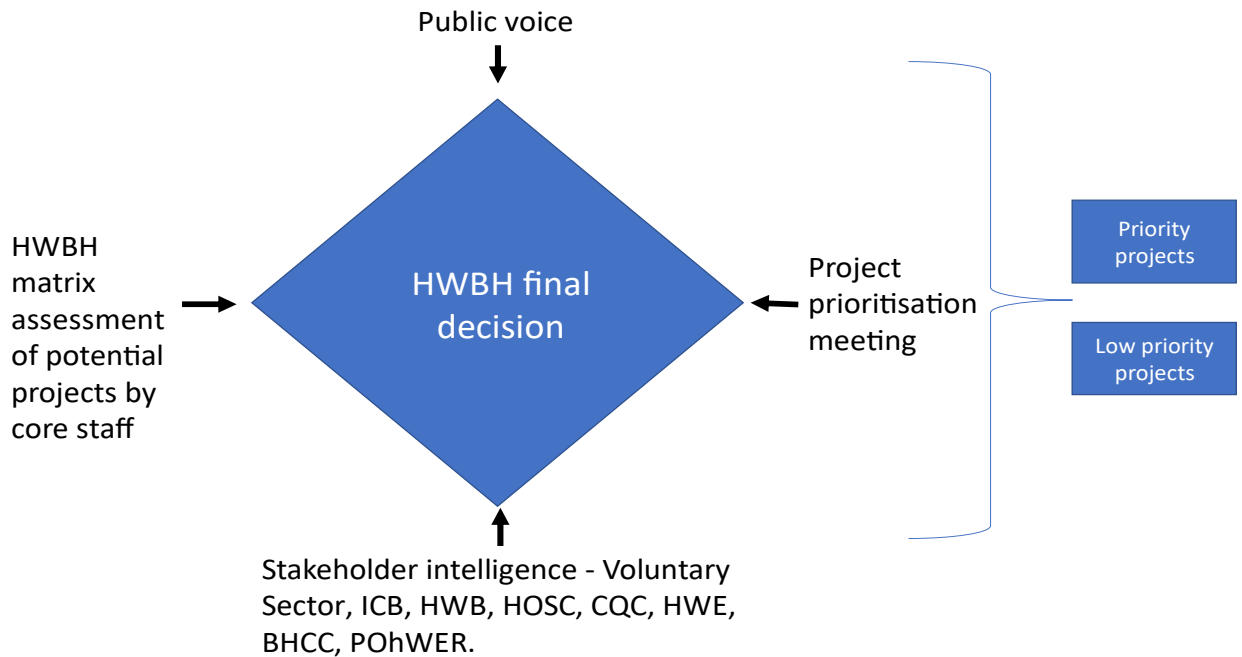 Public voice
HWBH
matrix
assessment
of potential
projects by
core staff
HWBH final
decision
Project
prioritisation
meeting
Priority
projects
Low priority
projects
Stakeholder intelligence - Voluntary
Sector, ICB, HWB, HOSC, CQC, HWE,
BHCC, POhWER.